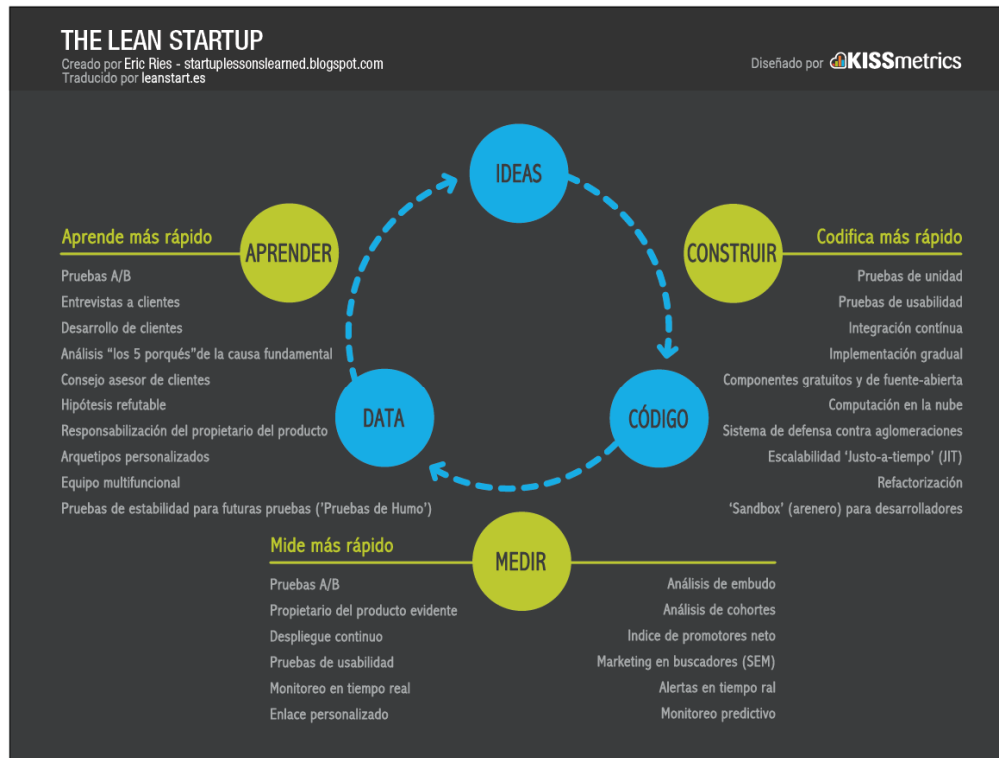 THE LEAN STARTUP
Creado por Eric Ries - startuplessonslearned.blogspot.com
Traducido por leanstart.es
Diseñado por KISSmetrics
IDEAS
APRENDER
CONSTRUIR
DATA
CÓDIGO
MEDIR
Aprende más rápido
Pruebas A/B
Entrevistas a clientes
Desarrollo de clientes
Análisis “los 5 porqués”de la causa fundamental
Consejo asesor de clientes
Hipótesis refutable
Responsabilización del propietario del producto
Arquetipos personalizados
Equipo multifuncional
Pruebas de estabilidad para futuras pruebas ('Pruebas de Humo')
Codifica más rápido
Pruebas de unidad
Pruebas de usabilidad
Integración contínua
Implementación gradual
Componentes gratuitos y de fuente-abierta
Computación en la nube
Sistema de defensa contra aglomeraciones
Escalabilidad ‘Justo-a-tiempo’ (JIT)
Refactorización
‘Sandbox’ (arenero) para desarrolladores
Mide más rápido
Pruebas A/B
Propietario del producto evidente
Despliegue continuo
Pruebas de usabilidad
Monitoreo en tiempo real
Enlace personalizado
Análisis de embudo
Análisis de cohortes
Indice de promotores neto
Marketing en buscadores (SEM)
Alertas en tiempo ral
Monitoreo predictivo